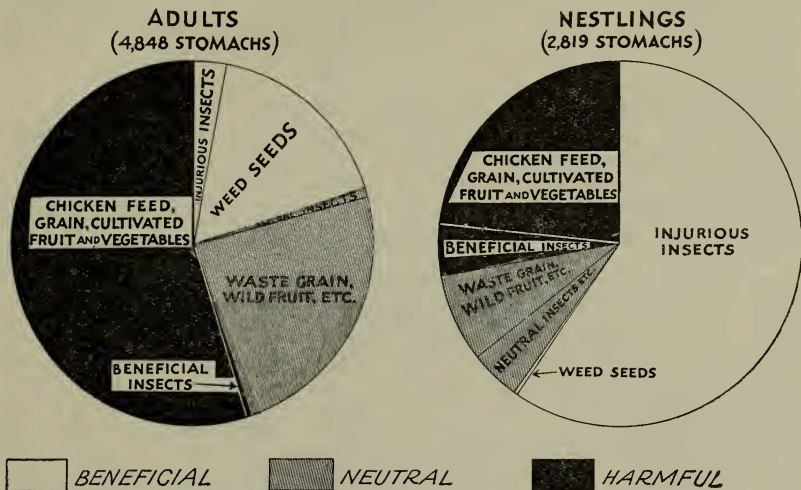 ADULTS
(4,848 STOMACHS)
INJURIOUS INSECTS
WEED SEEDS
INSECTS
CHICKEN FEED,
GRAIN, CULTIVATED
FRUIT AND VEGETABLES
WASTE GRAIN,
WILD FRUIT, ETC.
BENEFICIAL
INSECTS
NESTLINGS
(2,819 STOMACHS)
CHICKEN FEED,
GRAIN, CULTIVATED
FRUIT AND VEGETABLES
INJURIOUS
INSECTS
BENEFICIAL INSECTS
WASTE GRAIN,
WILD FRUIT, ETC.
NEUTRAL INSECTS ETC.
WEED SEEDS
BENEFICIAL
NEUTRAL
HARMFUL